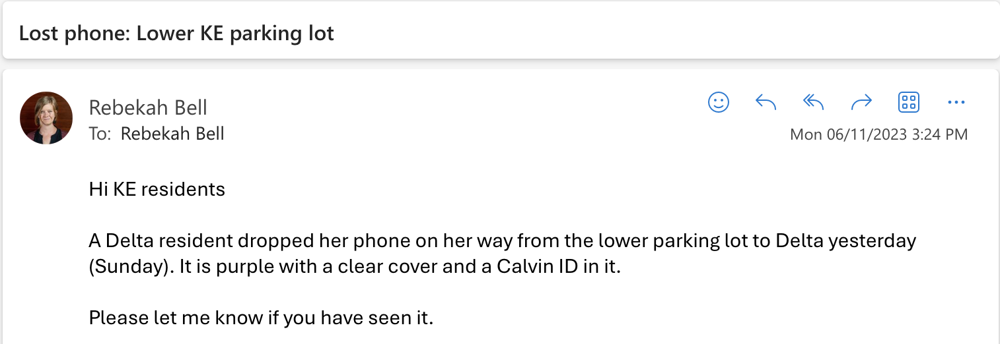 Lost phone: Lower KE parking lot
Rebekah Bell
To: Rebekah Bell
Mon 06/11/2023 3:24 PM
Hi KE residents
A Delta resident dropped her phone on her way from the lower parking lot to Delta yesterday
(Sunday). It is purple with a clear cover and a Calvin ID in it.
Please let me know if you have seen it.